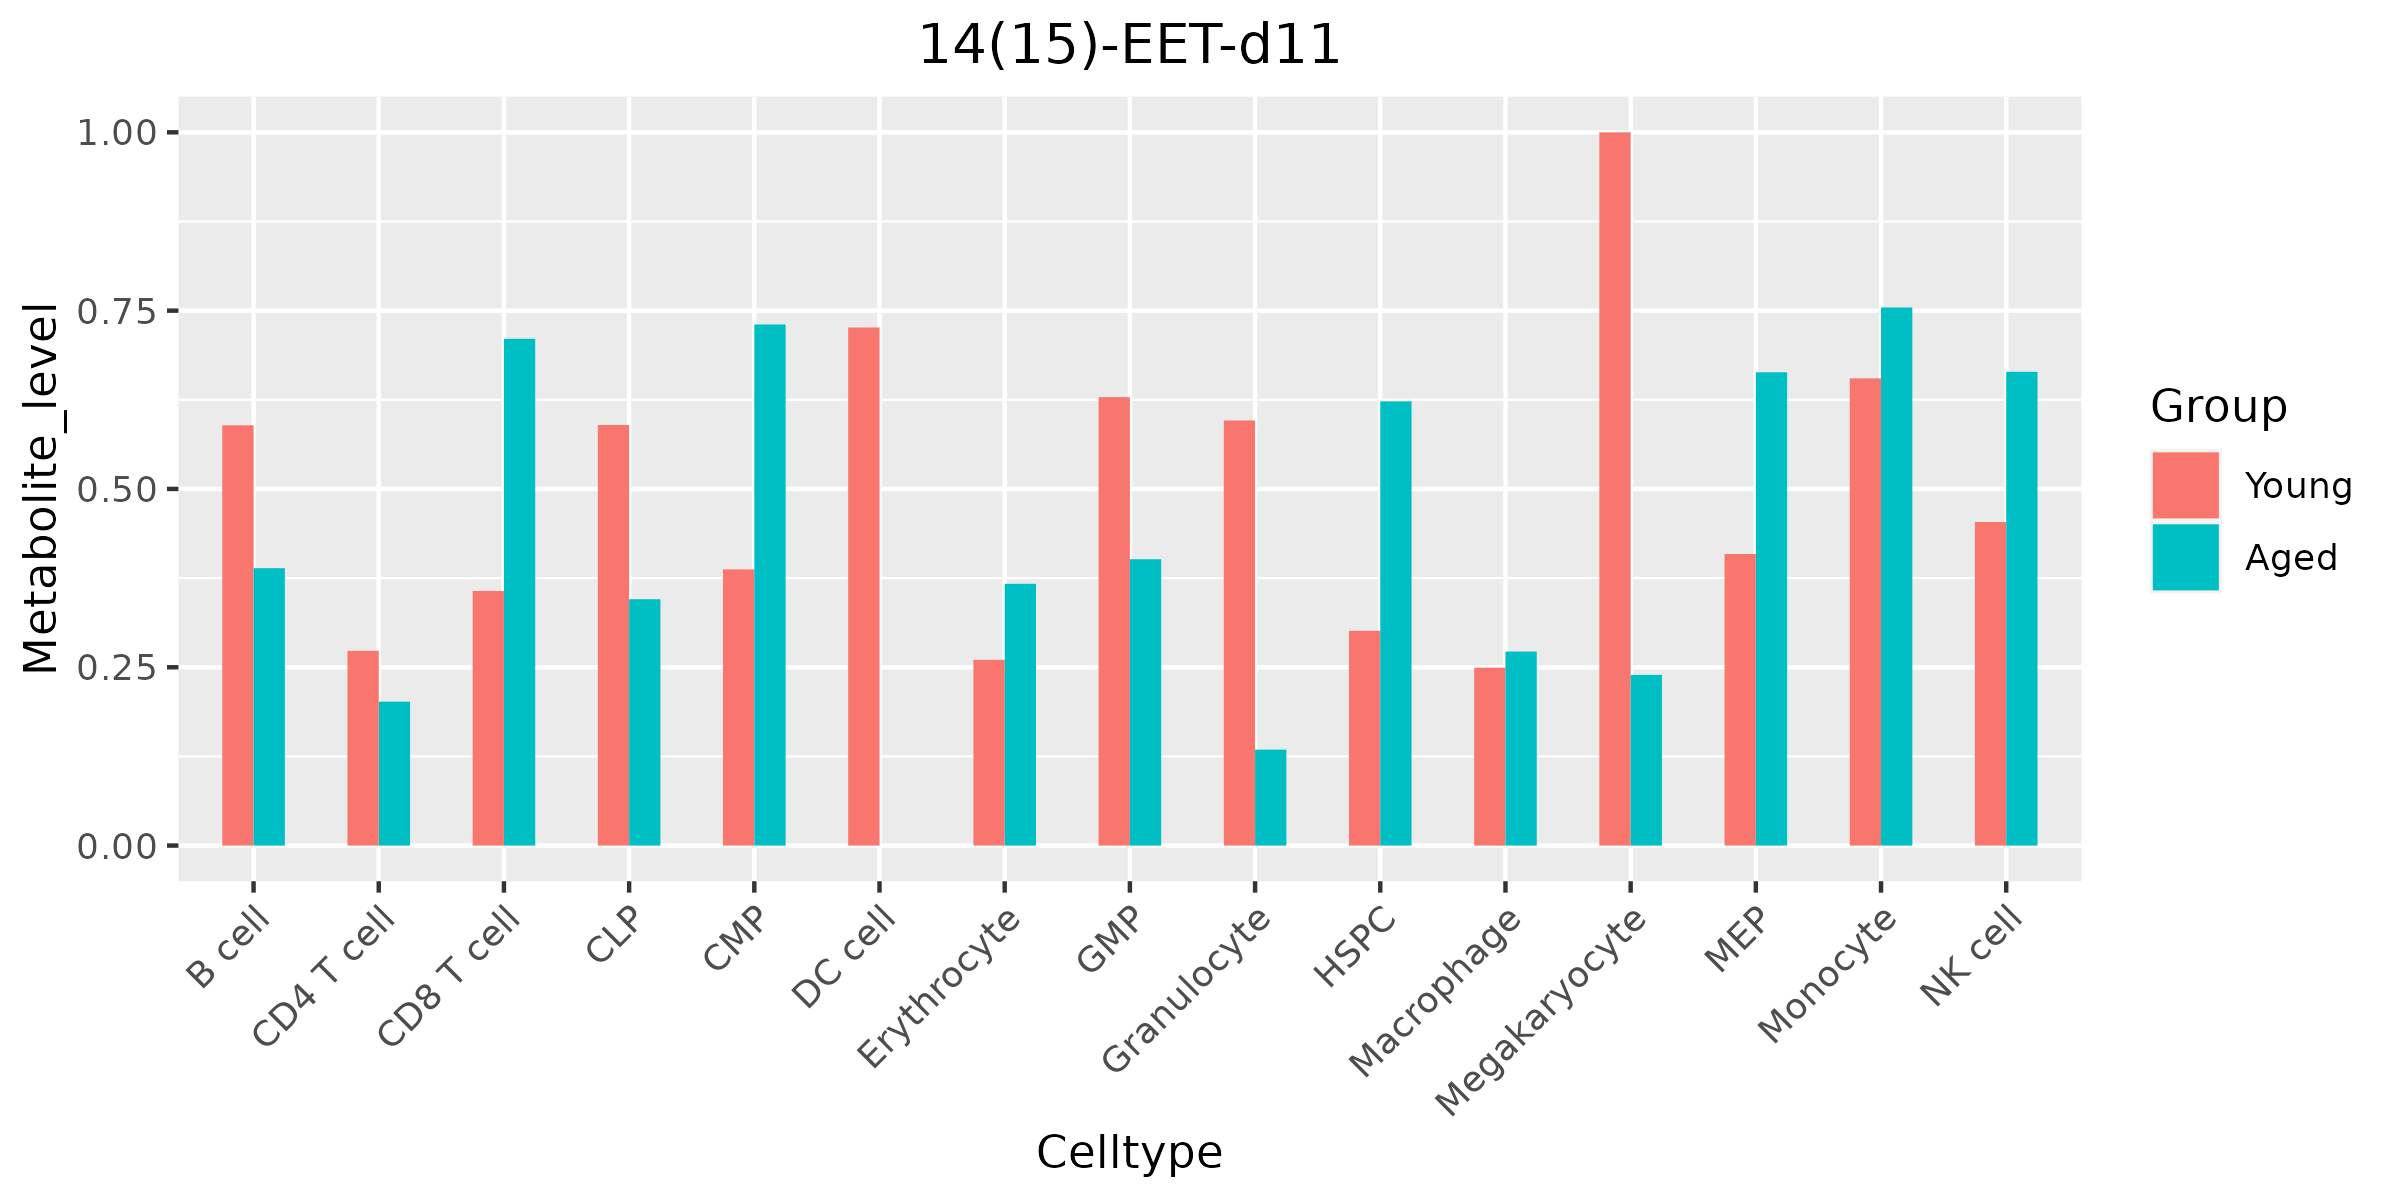 14(15)-EET-d11
Metabolite_level
1.00
0.75
0.50
0.25
0.00
B cell
CD4 T cell
CD8 T cell
CLP
CMP
DC cell
Erythrocyte
GMP
Granulocyte
HSPC
Macrophage
Megakaryocyte
MEP
Monocyte
NK cell
Celltype
Group
Young
Aged